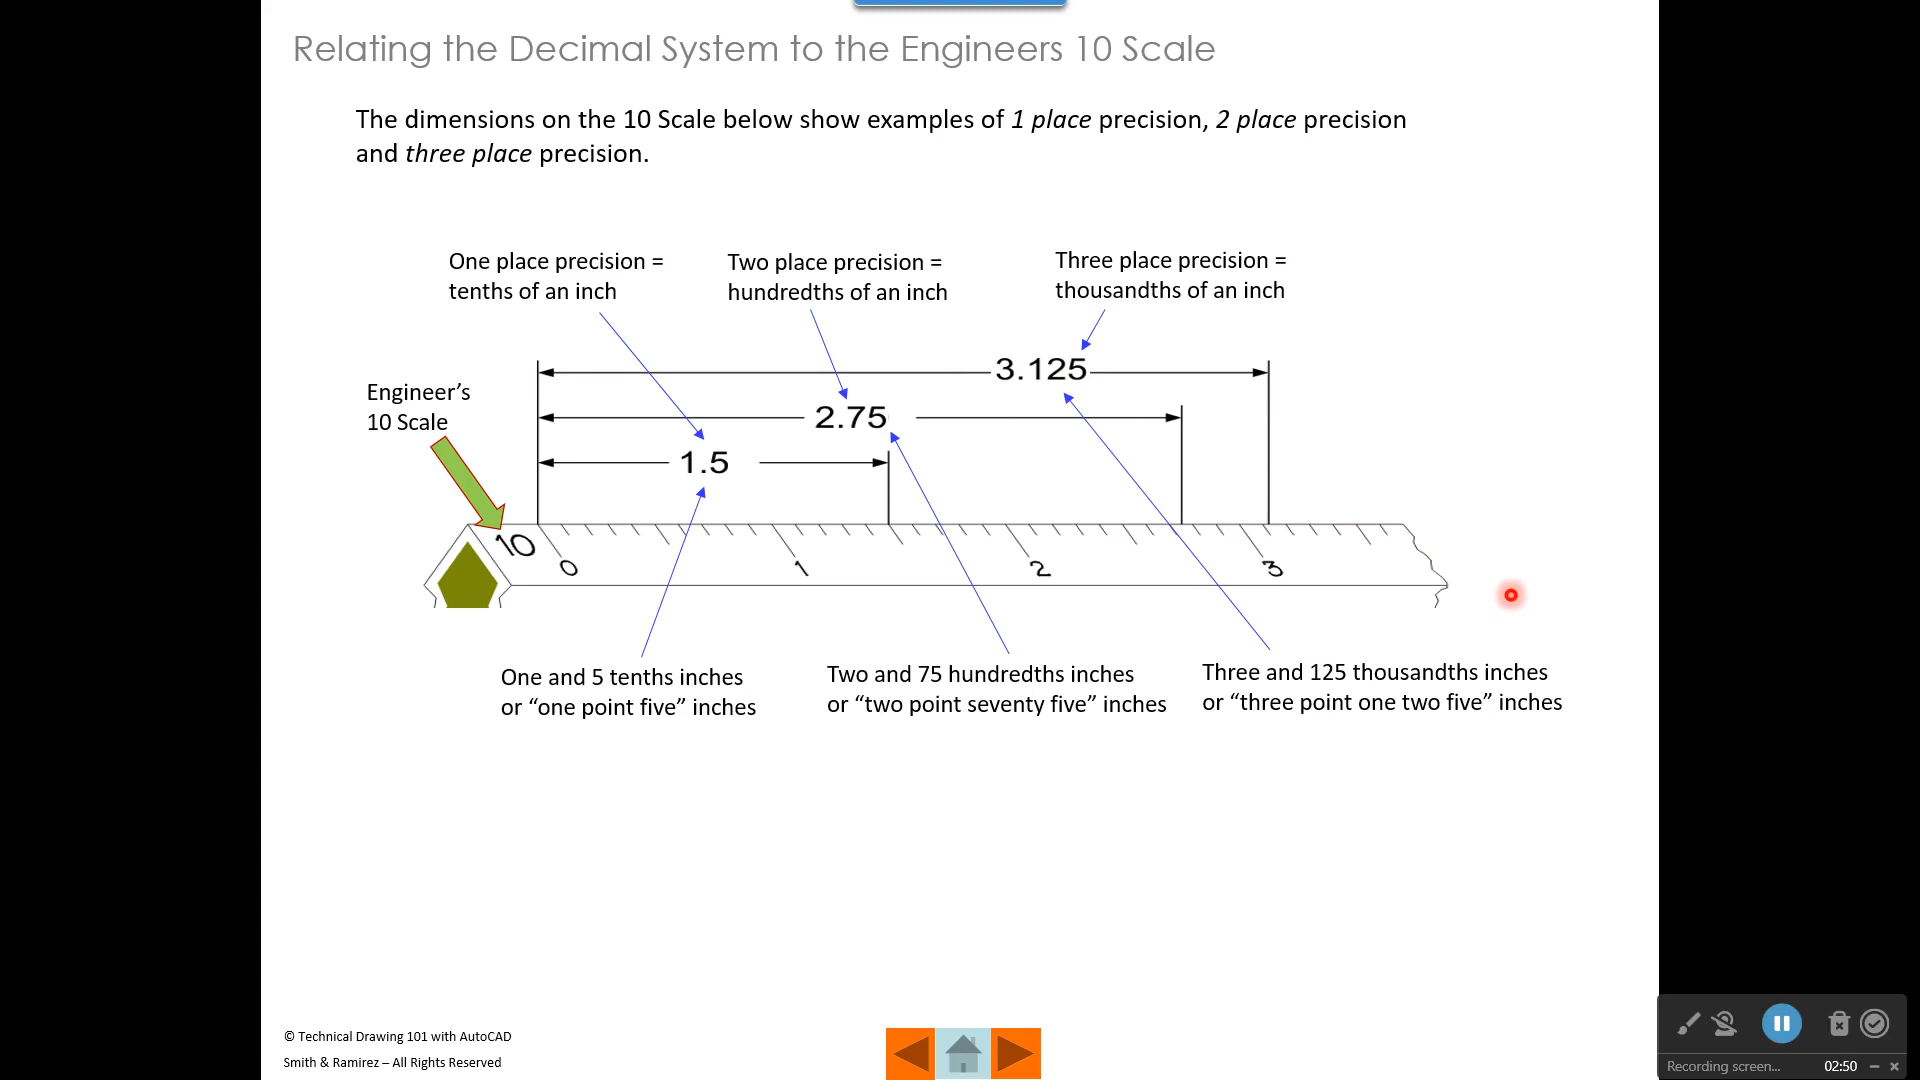 Relating the Decimal System to the Engineers 10 Scale
The dimensions on the 10 Scale below show examples of 1 place precision, 2 place precision
and three place precision.
One place precision =
tenths of an inch
Two place precision =
hundredths of an inch
Three place precision =
thousandths of an inch
3.125
Engineer’s
10 Scale
2.75
1.5
10
0
1
2
3
One and 5 tenths inches
or “one point five” inches
Two and 75 hundredths inches
or “two point seventy five” inches
Three and 125 thousandths inches
or “three point one two five” inches
© Technical Drawing 101 with AutoCAD
Smith & Ramirez – All Rights Reserved
Recording screen...
02:50